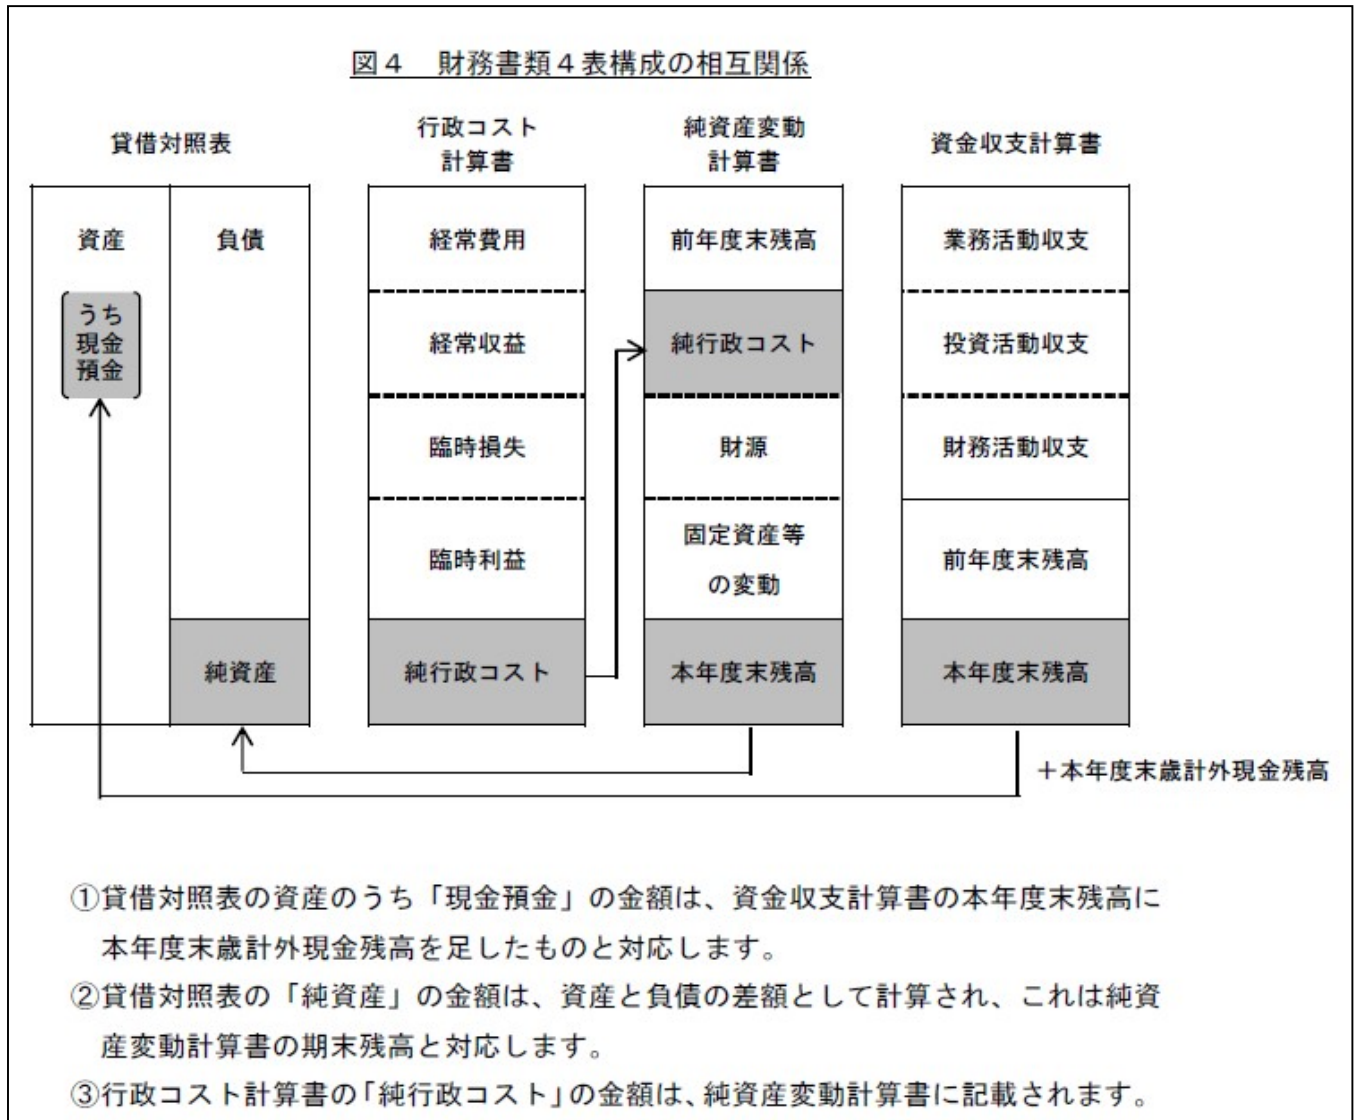 図４　財務書類４表構成の相互関係
貸借対照表
行政コスト
計算書
純資産変動
計算書
資金収支計算書
資産
うち
現金
預金
負債
純資産
経常費用
経常収益
臨時損失
臨時利益
純行政コスト
前年度末残高
純行政コスト
財源
固定資産等
の変動
本年度末残高
業務活動収支
投資活動収支
財務活動収支
前年度末残高
本年度末残高
＋本年度末歳計外現金残高
①貸借対照表の資産のうち「現金預金」の金額は、資金収支計算書の本年度末残高に
本年度末歳計外現金残高を足したものと対応します。
②貸借対照表の「純資産」の金額は、資産と負債の差額として計算され、これは純資
産変動計算書の期末残高と対応します。
③行政コスト計算書の「純行政コスト」の金額は、純資産変動計算書に記載されます。